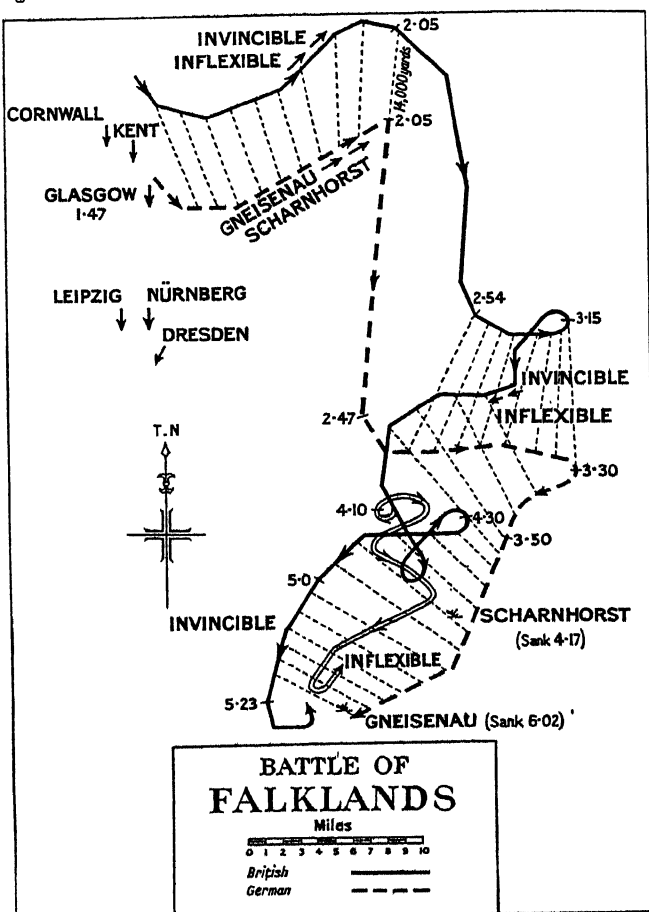 2·05
INVINCIBLE
INFLEXIBLE
14,000 yards
CORNWALL
KENT
2·05
GLASGOW
1·47
GNEISENAU
SCHARNHORST
LEIPZIG
NÜRNBERG
DRESDEN
2·54
3·15
INVINCIBLE
INFLEXIBLE
2·47
T.N
3·30
4·10
4·30
3·50
5·0
INVINCIBLE
SCHARNHORST
(Sank 4·17)
INFLEXIBLE
5·23
GNEISENAU (Sank 6·02)
BATTLE OF
FALKLANDS
Miles
0 1 2 3 4 5 6 7 8 9 10
British
German